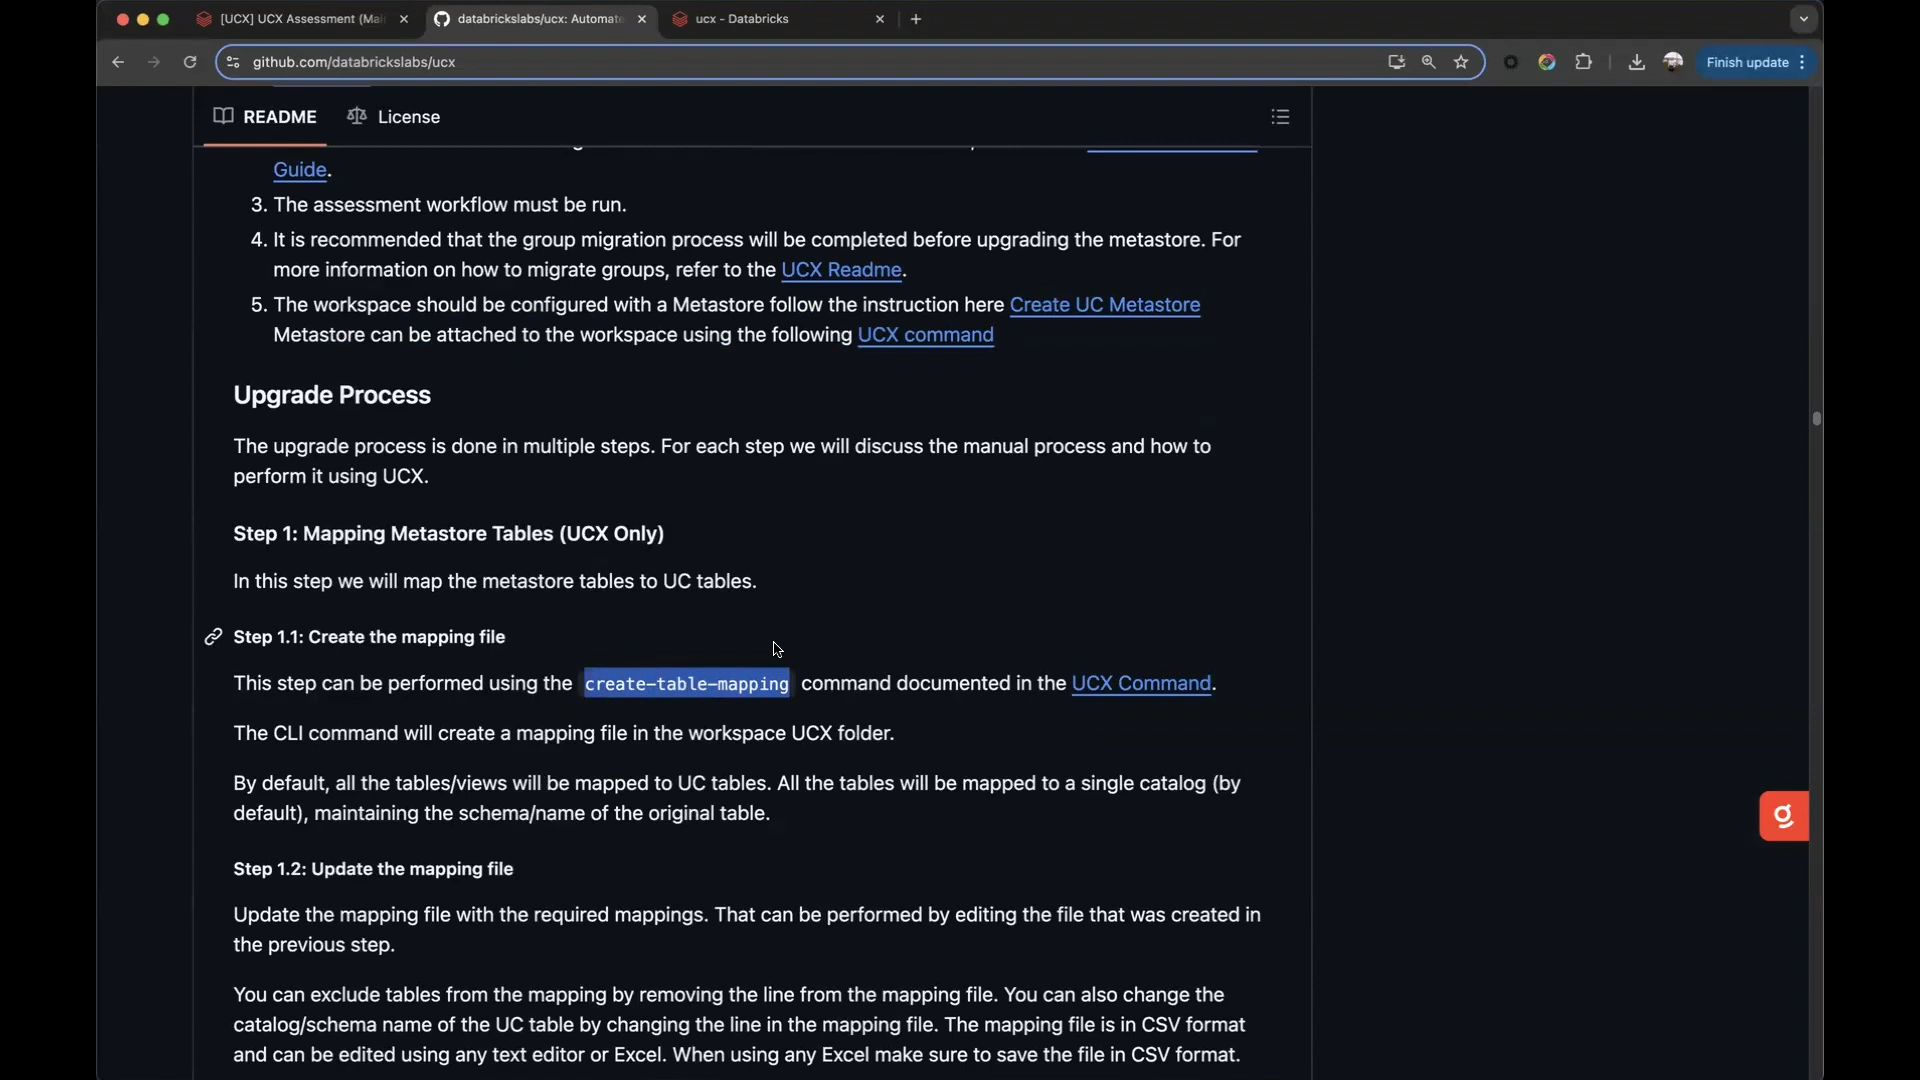 [UCX] UCX Assessment (Mai
databrickslabs/ucx: Automate
ucx - Databricks
github.com/databrickslabs/ucx
Finish update
README
License
Guide.
3. The assessment workflow must be run.
4. It is recommended that the group migration process will be completed before upgrading the metastore. For
more information on how to migrate groups, refer to the UCX Readme.
5. The workspace should be configured with a Metastore follow the instruction here Create UC Metastore
Metastore can be attached to the workspace using the following UCX command
Upgrade Process
The upgrade process is done in multiple steps. For each step we will discuss the manual process and how to
perform it using UCX.
Step 1: Mapping Metastore Tables (UCX Only)
In this step we will map the metastore tables to UC tables.
Step 1.1: Create the mapping file
This step can be performed using the create-table-mapping command documented in the UCX Command.
The CLI command will create a mapping file in the workspace UCX folder.
By default, all the tables/views will be mapped to UC tables. All the tables will be mapped to a single catalog (by
default), maintaining the schema/name of the original table.
Step 1.2: Update the mapping file
Update the mapping file with the required mappings. That can be performed by editing the file that was created in
the previous step.
You can exclude tables from the mapping by removing the line from the mapping file. You can also change the
catalog/schema name of the UC table by changing the line in the mapping file. The mapping file is in CSV format
and can be edited using any text editor or Excel. When using any Excel make sure to save the file in CSV format.